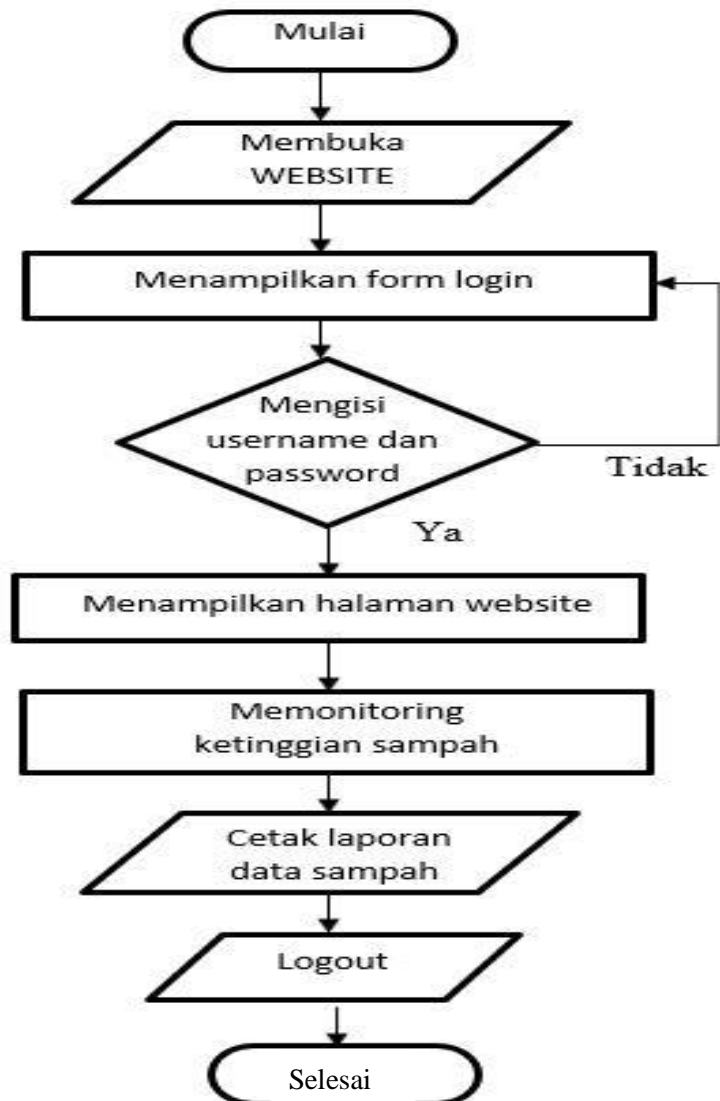 Mulai
Membuka
WEBSITE
Menampilkan form login
Mengisi
username dan
password
Tidak
Ya
Menampilkan halaman website
Memonitoring
ketinggian sampah
Cetak laporan
data sampah
Logout
Selesai